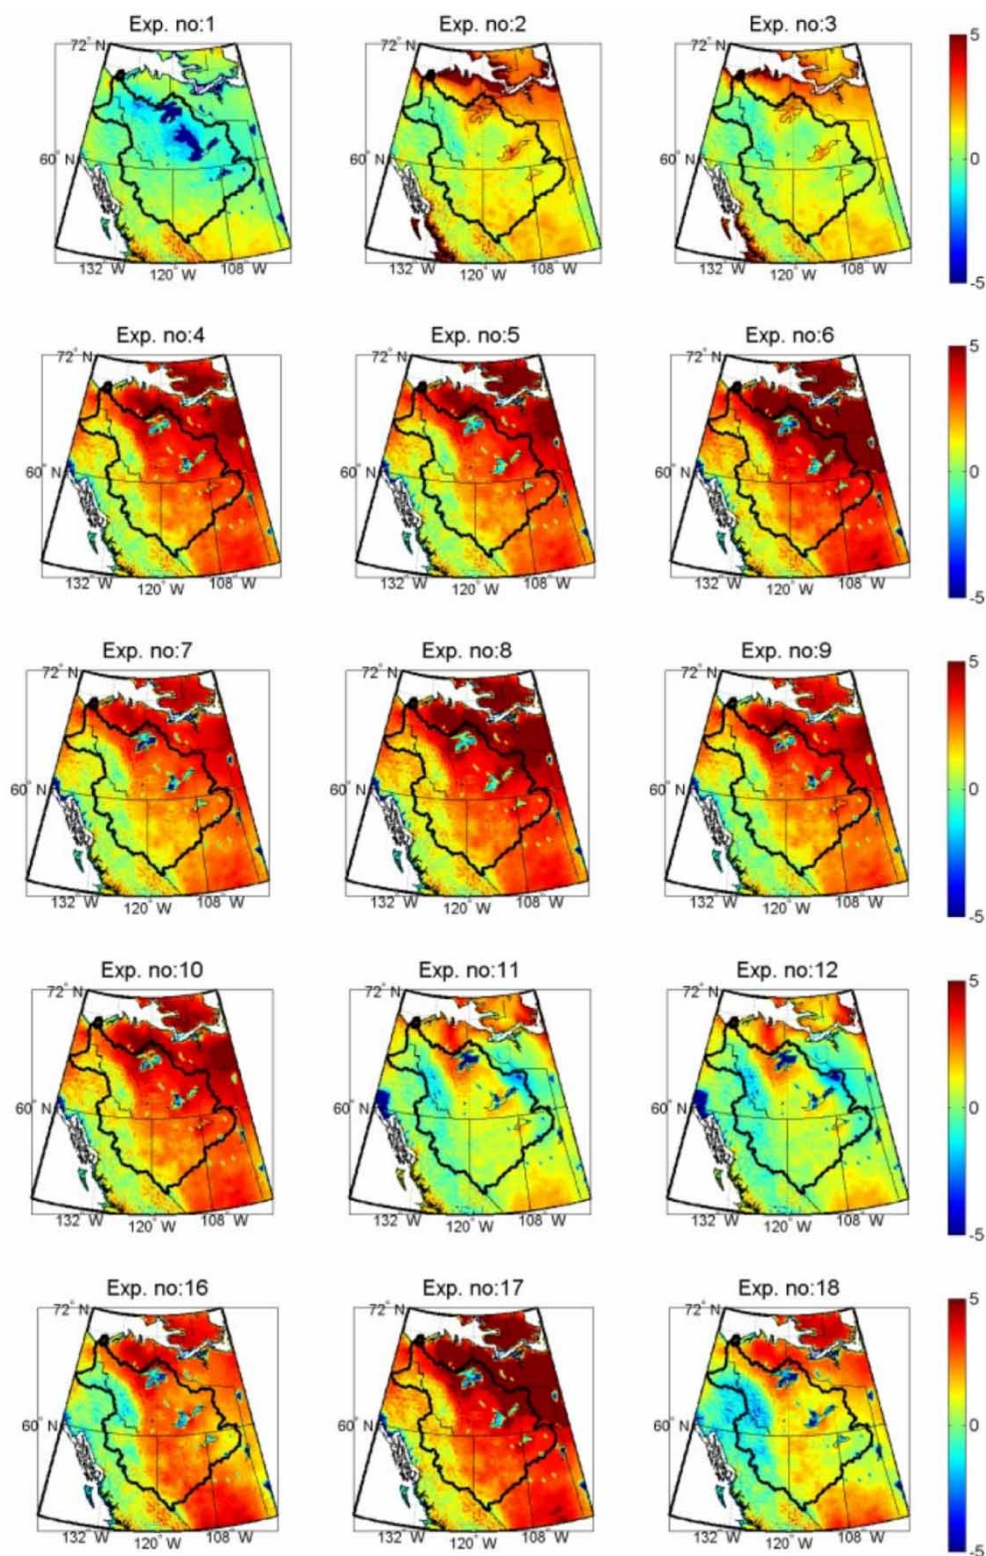 Exp. no:1 Exp. no:2 Exp. no:3
72° N 72° N 72° N 5
60° N 60° N 60° N 0
132° W 108° W 132° W 108° W 132° W 108° W -5
120° W 120° W 120° W
Exp. no:4 Exp. no:5 Exp. no:6
72° N 72° N 72° N 5
60° N 60° N 60° N 0
132° W 108° W 132° W 108° W 132° W 108° W -5
120° W 120° W 120° W
Exp. no:7 Exp. no:8 Exp. no:9
72° N 72° N 72° N 5
60° N 60° N 60° N 0
132° W 108° W 132° W 108° W 132° W 108° W -5
120° W 120° W 120° W
Exp. no:10 Exp. no:11 Exp. no:12
72° N 72° N 72° N 5
60° N 60° N 60° N 0
132° W 108° W 132° W 108° W 132° W 108° W -5
120° W 120° W 120° W
Exp. no:16 Exp. no:17 Exp. no:18
72° N 72° N 72° N 5
60° N 60° N 60° N 0
132° W 108° W 132° W 108° W 132° W 108° W -5
120° W 120° W 120° W